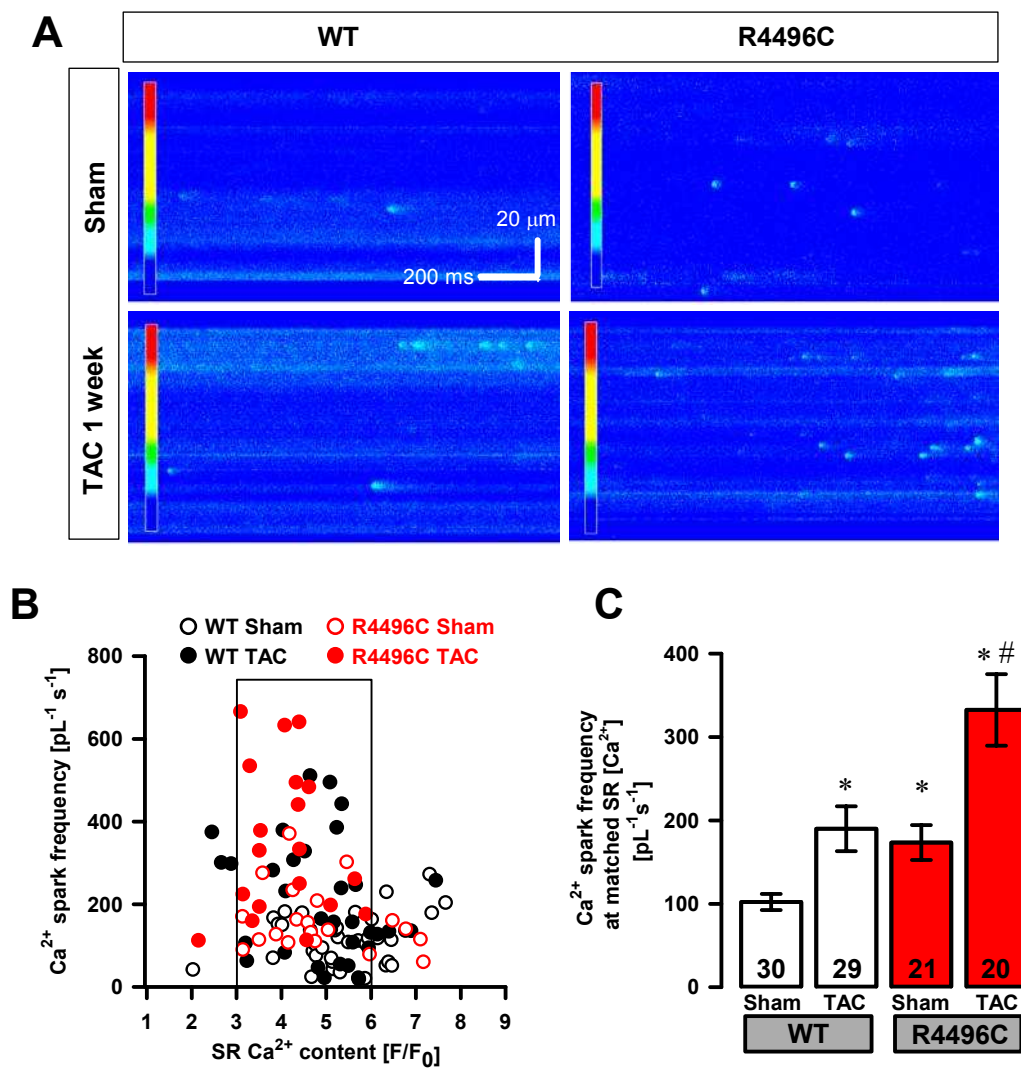 A
WT
R4496C
Sham
20 μm
200 ms
TAC 1 week
B
WT Sham
R4496C Sham
WT TAC
R4496C TAC
Ca²⁺ spark frequency [pL⁻¹ s⁻¹]
800
600
400
200
0
1 2 3 4 5 6 7 8 9
SR Ca²⁺ content [F/F₀]
C
Ca²⁺ spark frequency
at matched SR [Ca²⁺]
[pL⁻¹s⁻¹]
400
300
200
100
0
* * * #
30 29 21 20
Sham TAC Sham TAC
WT R4496C